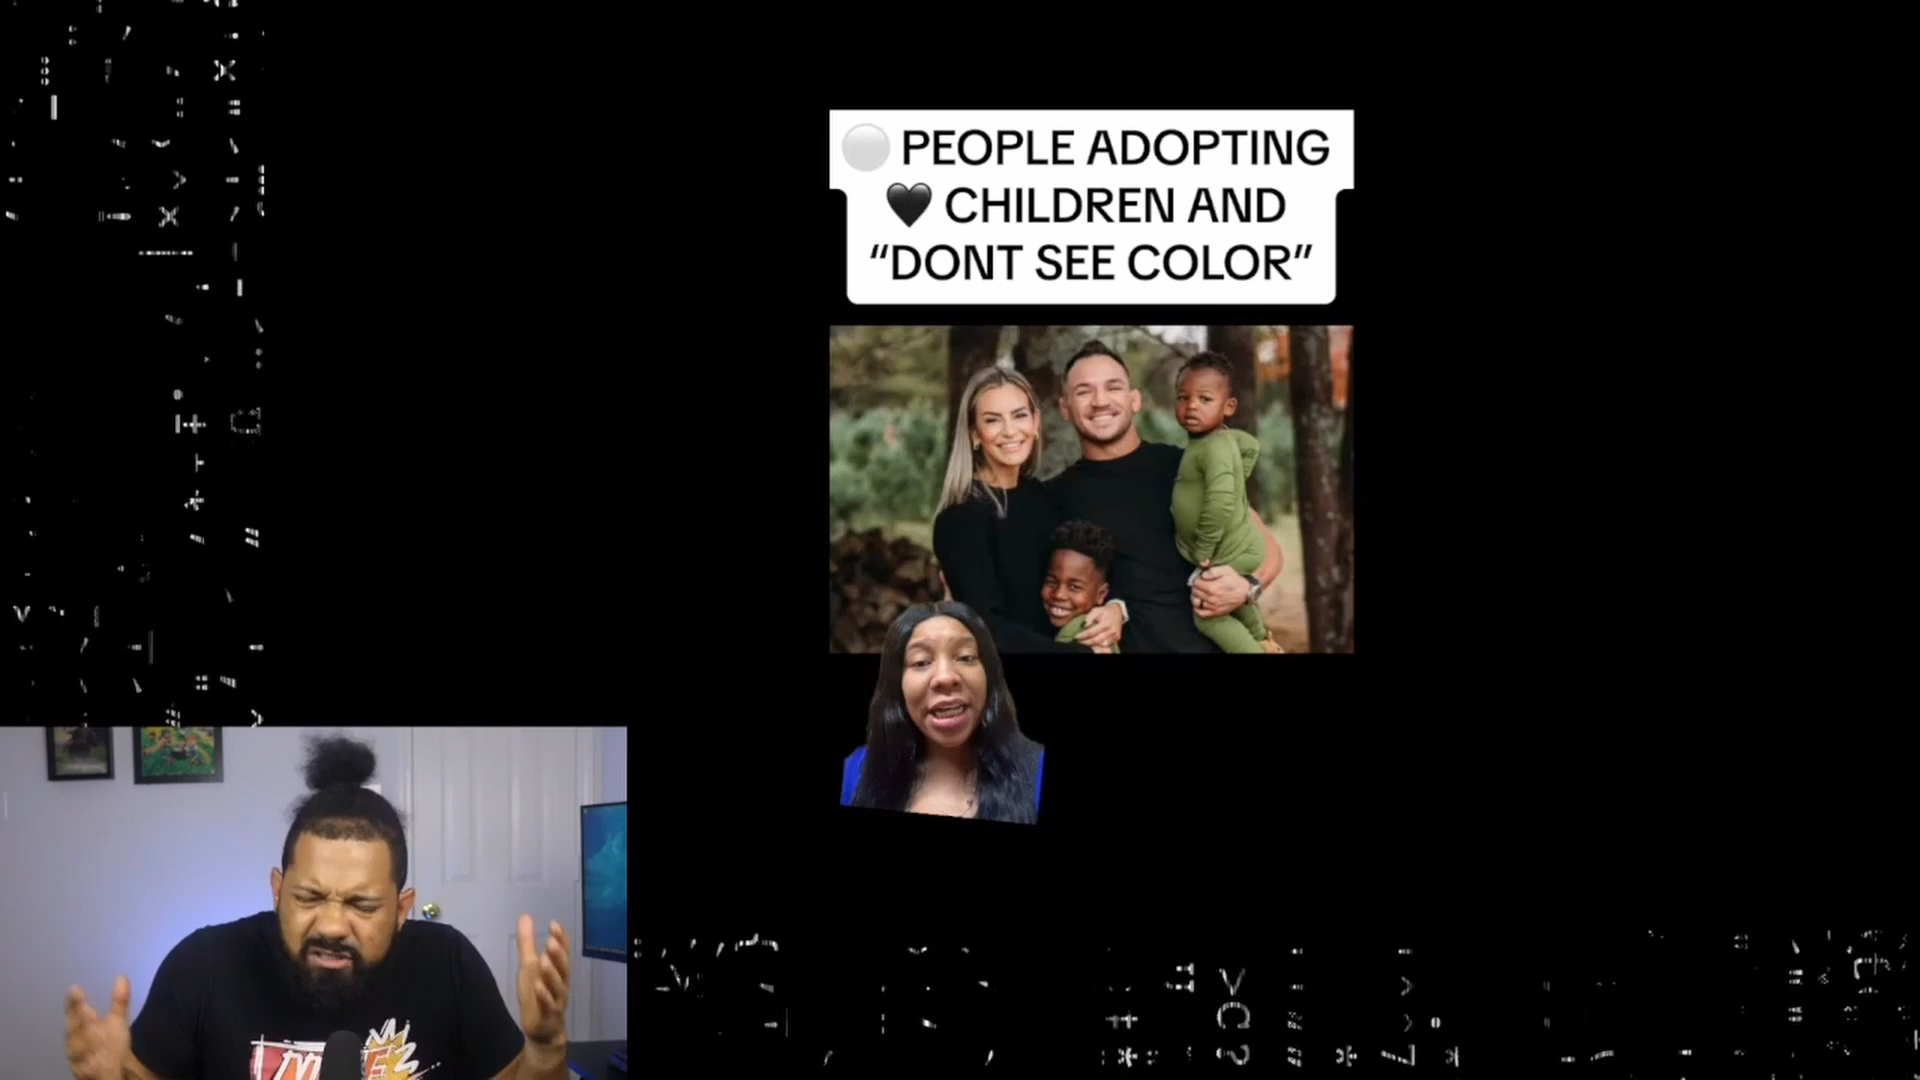 ⚪ PEOPLE ADOPTING
🖤 CHILDREN AND
“DONT SEE COLOR”